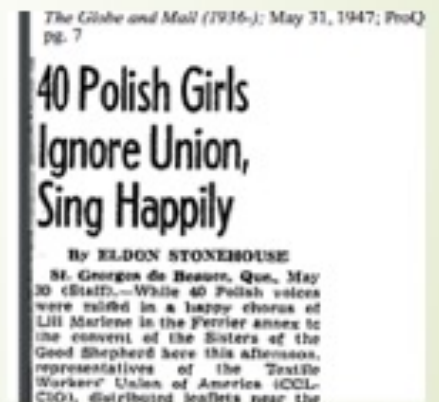 The Globe and Mail (1936-); May 31, 1947; ProQ
pg. 7
40 Polish Girls
Ignore Union,
Sing Happily
By ELDON STONEHOUSE
St. Georges de Beauce, Que., May
30 (Staff).—While 40 Polish voices
were raised in a happy chorus of
Lili Marlene in the Ferrier annex to
the convent of the Sisters of the
Good Shepherd here this afternoon,
representatives of the Textile
Workers' Union of America (CCL-
CIO), distributed leaflets near the